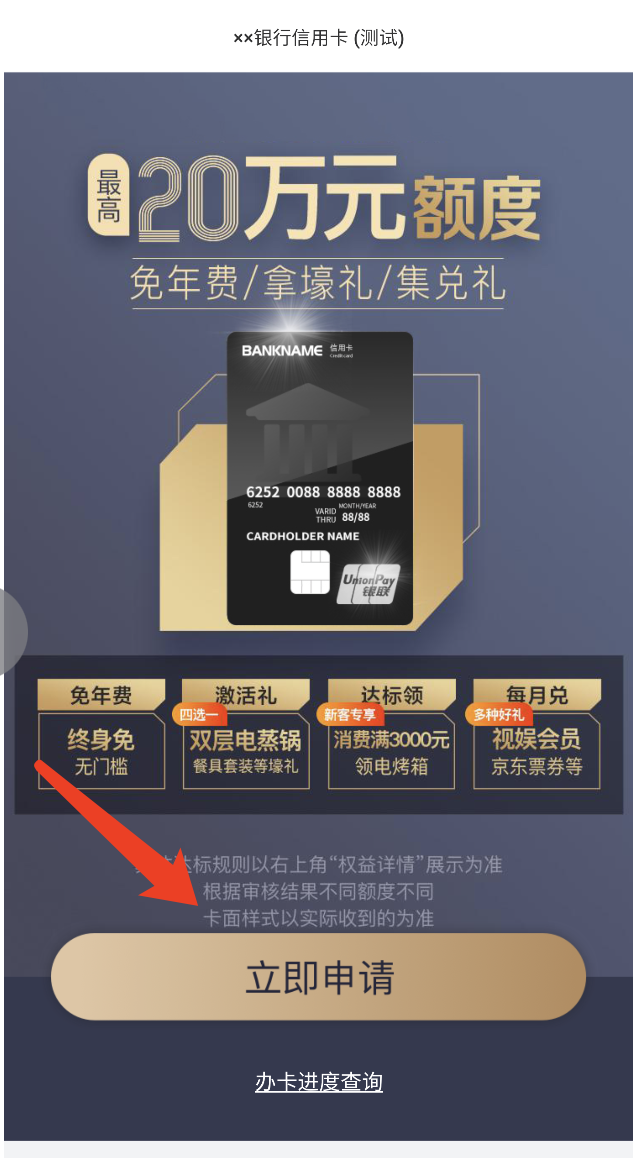 ××银行信用卡 (测试)
最高
20万元额度
免年费/拿壕礼/集兑礼
BANKNAME 信用卡
Credit card
6252 0088 8888 8888
6252
VARID THRU MONTH/YEAR 88/88
CARDHOLDER NAME
UnionPay
银联
免年费 激活礼 达标领 每月兑
四选一 新客专享 多种好礼
终身免 双层电蒸锅 消费满3000元 视娱会员
无门槛 餐具套装等壕礼 领电烤箱 京东票券等
达标规则以右上角“权益详情”展示为准
根据审核结果不同额度不同
卡面样式以实际收到的为准
立即申请
办卡进度查询